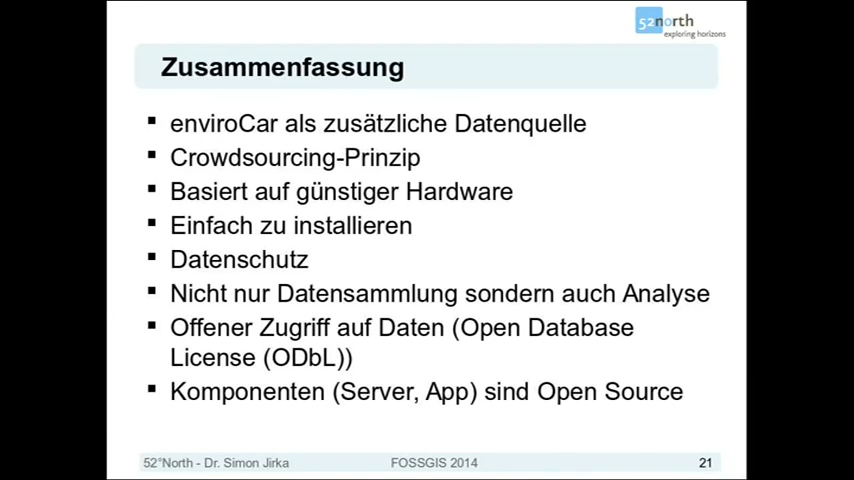 52north
exploring horizons
Zusammenfassung
enviroCar als zusätzliche Datenquelle
Crowdsourcing-Prinzip
Basiert auf günstiger Hardware
Einfach zu installieren
Datenschutz
Nicht nur Datensammlung sondern auch Analyse
Offener Zugriff auf Daten (Open Database
License (ODbL))
Komponenten (Server, App) sind Open Source
52°North - Dr. Simon Jirka FOSSGIS 2014 21